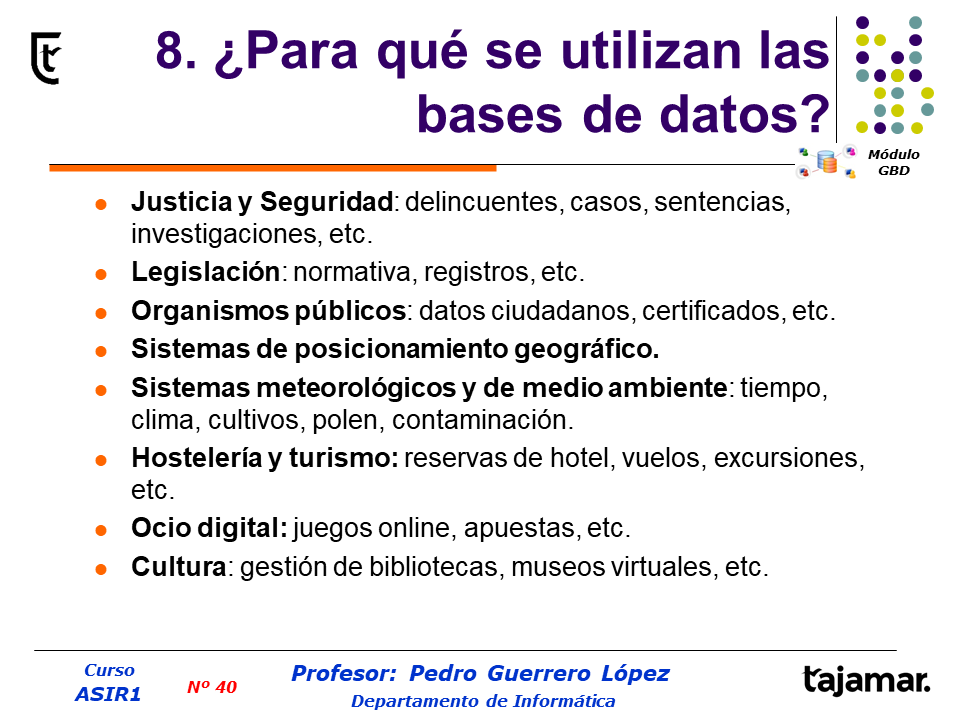 8. ¿Para qué se utilizan las
bases de datos?
Módulo
GBD
Justicia y Seguridad: delincuentes, casos, sentencias,
investigaciones, etc.
Legislación: normativa, registros, etc.
Organismos públicos: datos ciudadanos, certificados, etc.
Sistemas de posicionamiento geográfico.
Sistemas meteorológicos y de medio ambiente: tiempo,
clima, cultivos, polen, contaminación.
Hostelería y turismo: reservas de hotel, vuelos, excursiones,
etc.
Ocio digital: juegos online, apuestas, etc.
Cultura: gestión de bibliotecas, museos virtuales, etc.
Curso
ASIR1
Nº 40
Profesor: Pedro Guerrero López
Departamento de Informática
tajamar.